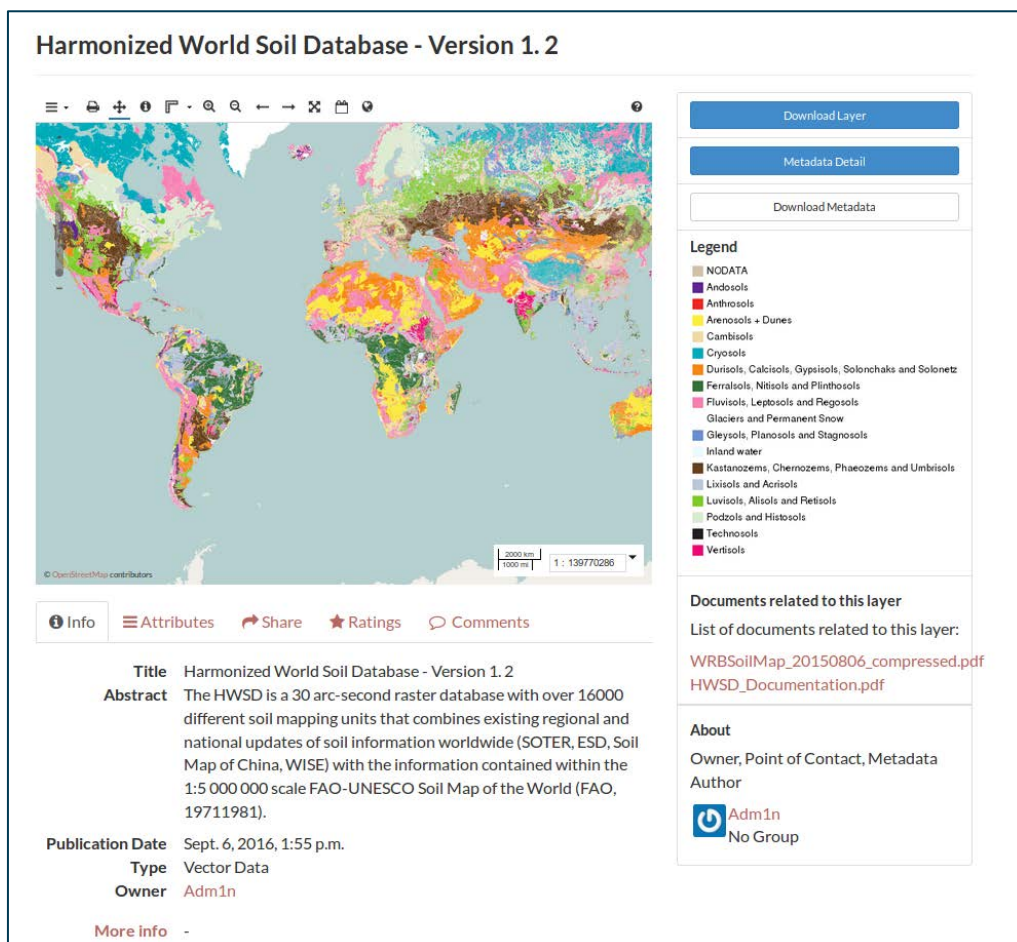 Harmonized World Soil Database - Version 1. 2
Download Layer
Metadata Detail
Download Metadata
Legend
NODATA
Andosols
Anthrosols
Arenosols + Dunes
Cambisols
Cryosols
Durisols, Calcisols, Gypsisols, Solonchaks and Solonetz
Ferralsols, Nitisols and Plinthosols
Fluvisols, Leptosols and Regosols
Glaciers and Permanent Snow
Gleysols, Planosols and Stagnosols
Inland water
Kastanozems, Chernozems, Phaeozems and Umbrisols
Lixisols and Acrisols
Luvisols, Alisols and Retisols
Podzols and Histosols
Technosols
Vertisols
2000 km
1000 mi
1 : 139770286
© OpenStreetMap contributors
Info
Attributes
Share
Ratings
Comments
Title Harmonized World Soil Database - Version 1. 2
Abstract The HWSD is a 30 arc-second raster database with over 16000
different soil mapping units that combines existing regional and
national updates of soil information worldwide (SOTER, ESD, Soil
Map of China, WISE) with the information contained within the
1:5 000 000 scale FAO-UNESCO Soil Map of the World (FAO,
19711981).
Publication Date Sept. 6, 2016, 1:55 p.m.
Type Vector Data
Owner Adm1n
More info -
Documents related to this layer
List of documents related to this layer:
WRBSoilMap_20150806_compressed.pdf
HWSD_Documentation.pdf
About
Owner, Point of Contact, Metadata
Author
Adm1n
No Group